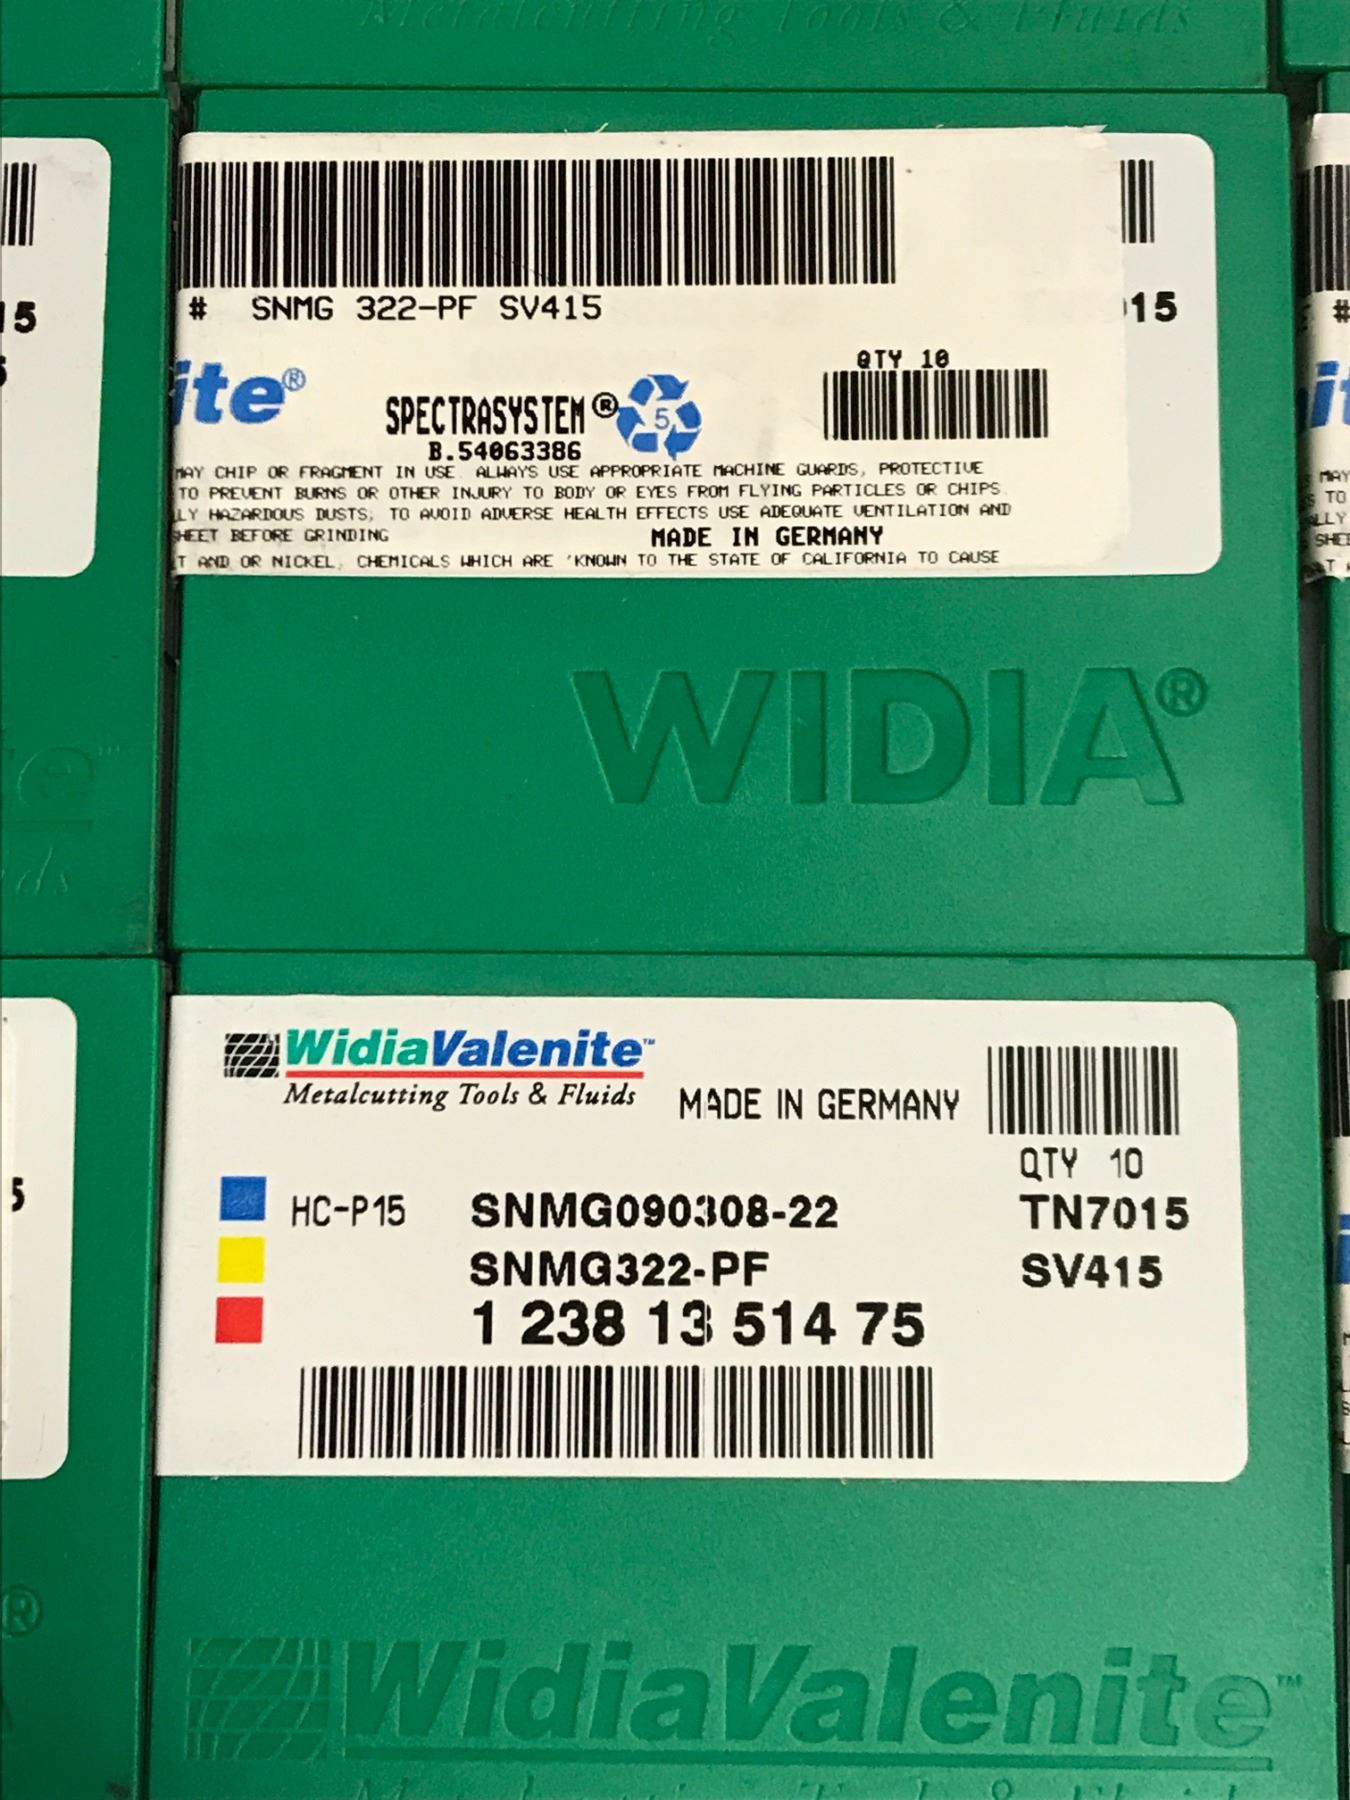 Metalcutting Tools & Fluids
# SNMG 322-PF SV415
15
15
ite®
QTY 10
SPECTRASYSTEM® 5
B.54063386
MAY CHIP OR FRAGMENT IN USE. ALWAYS USE APPROPRIATE MACHINE GUARDS, PROTECTIVE
TO PREVENT BURNS OR OTHER INJURY TO BODY OR EYES FROM FLYING PARTICLES OR CHIPS.
LY HAZARDOUS DUSTS; TO AVOID ADVERSE HEALTH EFFECTS USE ADEQUATE VENTILATION AND
SHEET BEFORE GRINDING MADE IN GERMANY
T AND OR NICKEL, CHEMICALS WHICH ARE 'KNOWN TO THE STATE OF CALIFORNIA TO CAUSE
WIDIA®
WidiaValenite™
Metalcutting Tools & Fluids
MADE IN GERMANY
QTY 10
HC-P15 SNMG090308-22 TN7015
SNMG322-PF SV415
1 238 13 514 75
WidiaValenite™